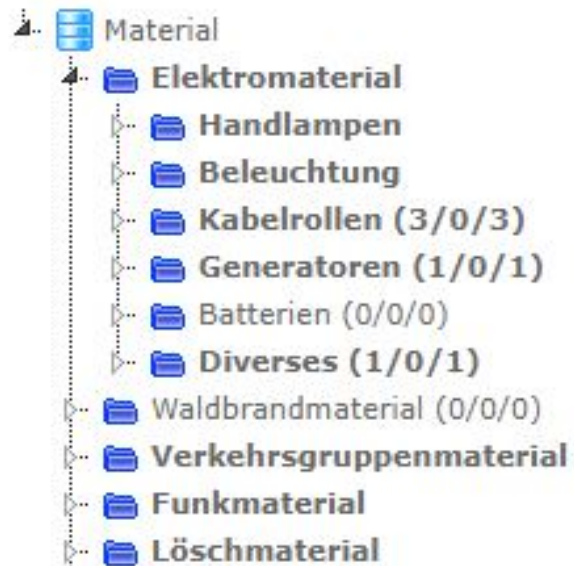 Material
Elektromaterial
Handlampen
Beleuchtung
Kabelrollen (3/0/3)
Generatoren (1/0/1)
Batterien (0/0/0)
Diverses (1/0/1)
Waldbrandmaterial (0/0/0)
Verkehrsgruppenmaterial
Funkmaterial
Löschmaterial